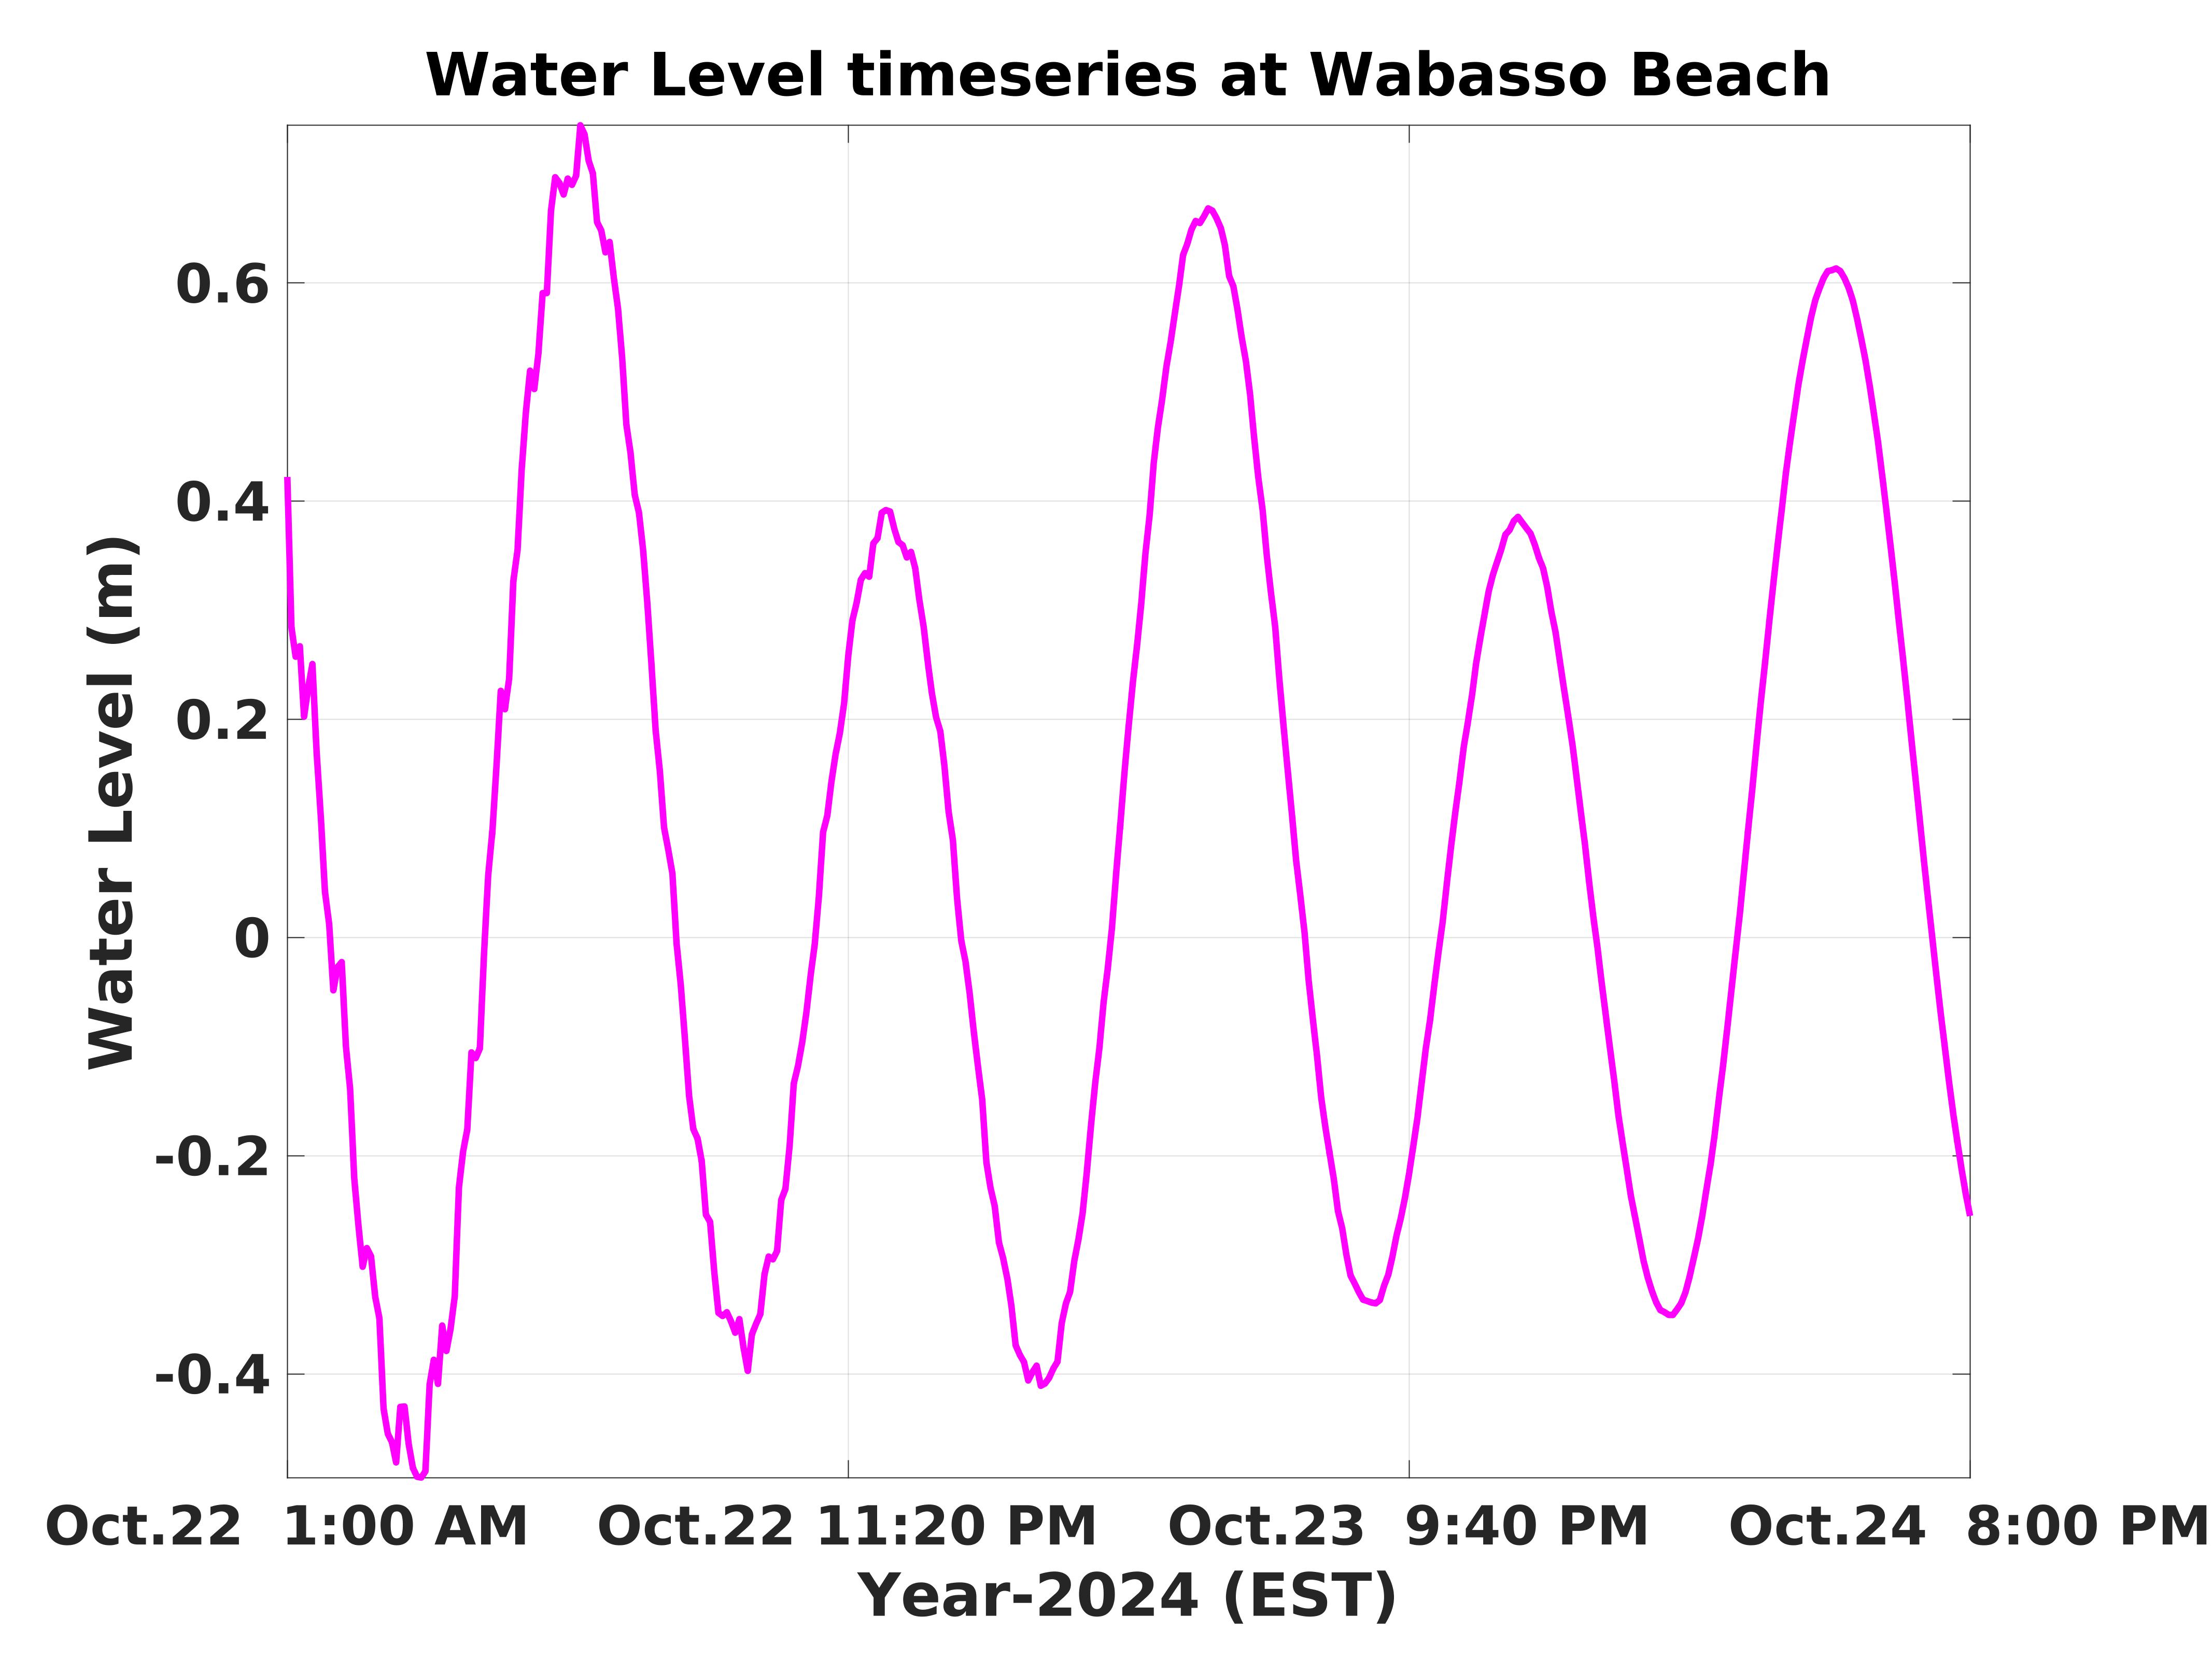 Water Level timeseries at Wabasso Beach
Water Level (m)
0.6
0.4
0.2
0
-0.2
-0.4
Oct.22 1:00 AM Oct.22 11:20 PM Oct.23 9:40 PM Oct.24 8:00 PM
Year-2024 (EST)